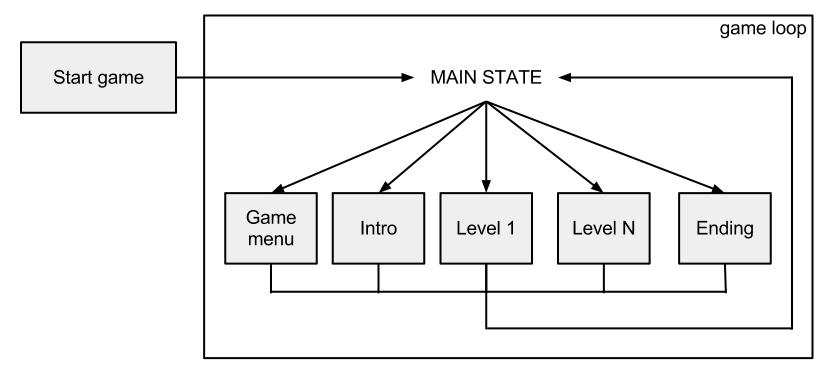 game loop
Start game
MAIN STATE
Game
menu
Intro
Level 1
Level N
Ending